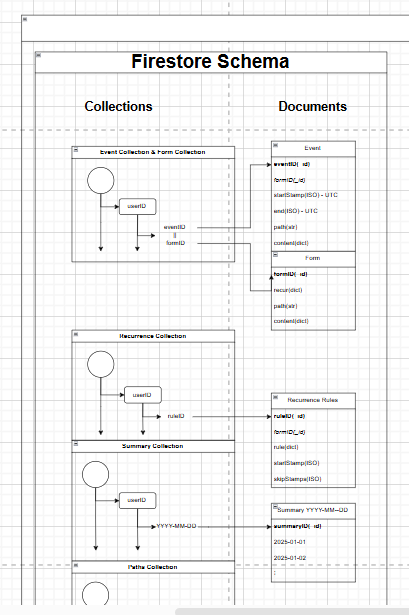 Firestore Schema
Collections
Documents
Event Collection & Form Collection
userID
eventID
||
formID
Event
eventID(_id)
formID(_id)
startStamp(ISO) - UTC
end(ISO) - UTC
path(str)
content(dict)
Form
formID(_id)
recur(dict)
path(str)
content(dict)
Recurrence Collection
userID
ruleID
Recurrence Rules
ruleID(_id)
formID(_id)
rule(dict)
startStamp(ISO)
skipStamps(ISO)
Summary Collection
userID
YYYY-MM-DD
Summary YYYY-MM-DD
summaryID(_id)
2025-01-01
2025-01-02
:
Paths Collection